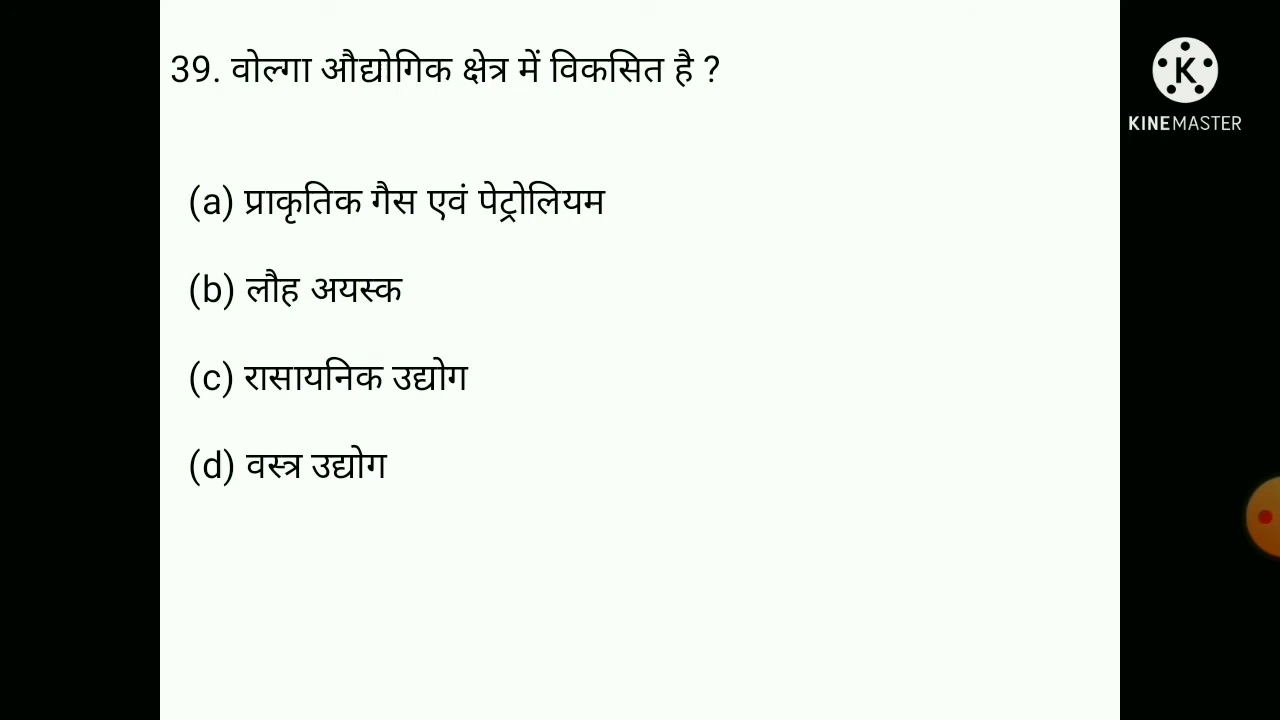 39. वोल्गा औद्योगिक क्षेत्र में विकसित है ?
K
KINEMASTER
(a) प्राकृतिक गैस एवं पेट्रोलियम
(b) लौह अयस्क
(c) रासायनिक उद्योग
(d) वस्त्र उद्योग